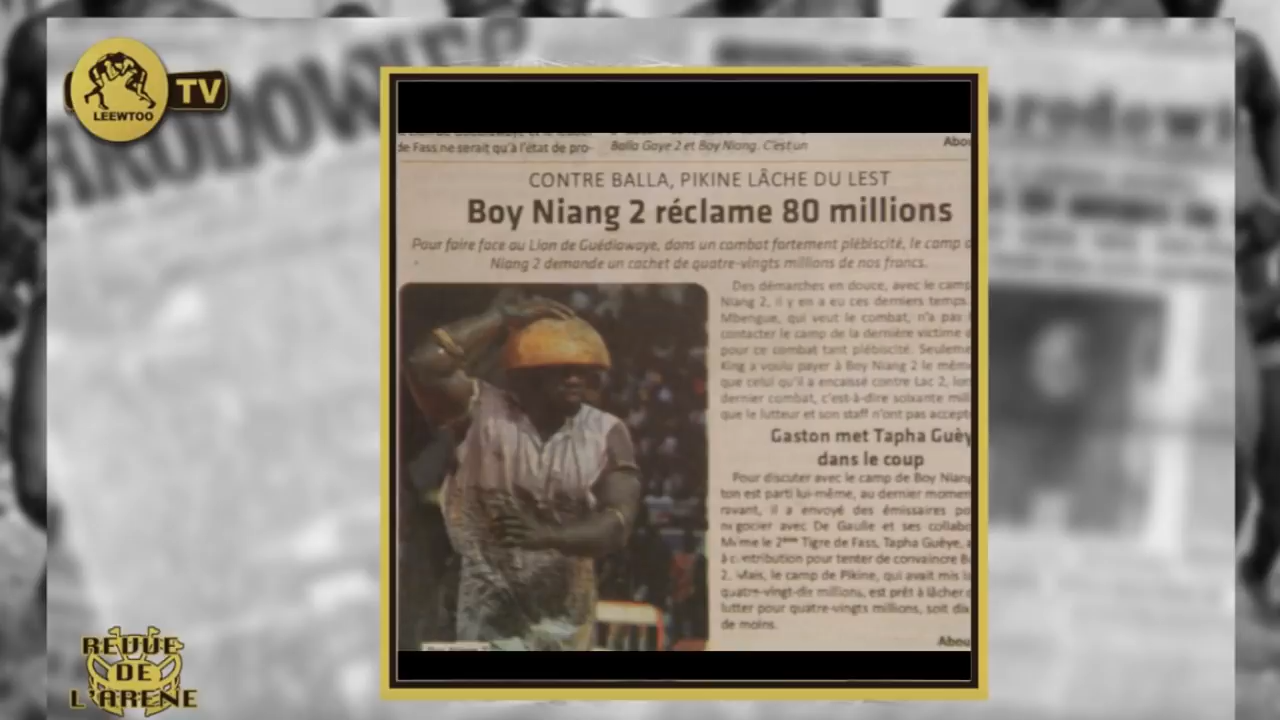 LEEWTOO
TV
de Fass ne serait qu'à l'état de pro-
Balla Gaye 2 et Boy Niang. C'est un
Abou
CONTRE BALLA, PIKINE LÂCHE DU LEST
Boy Niang 2 réclame 80 millions
Pour faire face au Lion de Guédiawaye, dans un combat fortement plébiscité, le camp
Niang 2 demande un cachet de quatre-vingts millions de nos francs.
Des démarches en douce, avec le camp
Niang 2, il y en a eu ces derniers temps.
Mbengue, qui veut le combat, n'a pas
contacter le camp de la dernière victime
pour ce combat tant plébiscité. Seuleme
King a voulu payer à Boy Niang 2 le même
que celui qu'il a encaissé contre Lac 2, lor
dernier combat, c'est-à-dire soixante mil
que le lutteur et son staff n'ont pas accept
Gaston met Tapha Guèy
dans le coup
Pour discuter avec le camp de Boy Niang
ton est parti lui-même, au dernier momen
ravant, il a envoyé des émissaires po
négocier avec De Gaulle et ses collabo
Même le 2ème Tigre de Fass, Tapha Guèye, a
à contribution pour tenter de convaincre B
2. Mais, le camp de Pikine, qui avait mis
quatre-vingt-dix millions, est prêt à lâcher
lutter pour quatre-vingts millions, soit dix
de moins.
Abou
REVUE
DE
L'ARENE